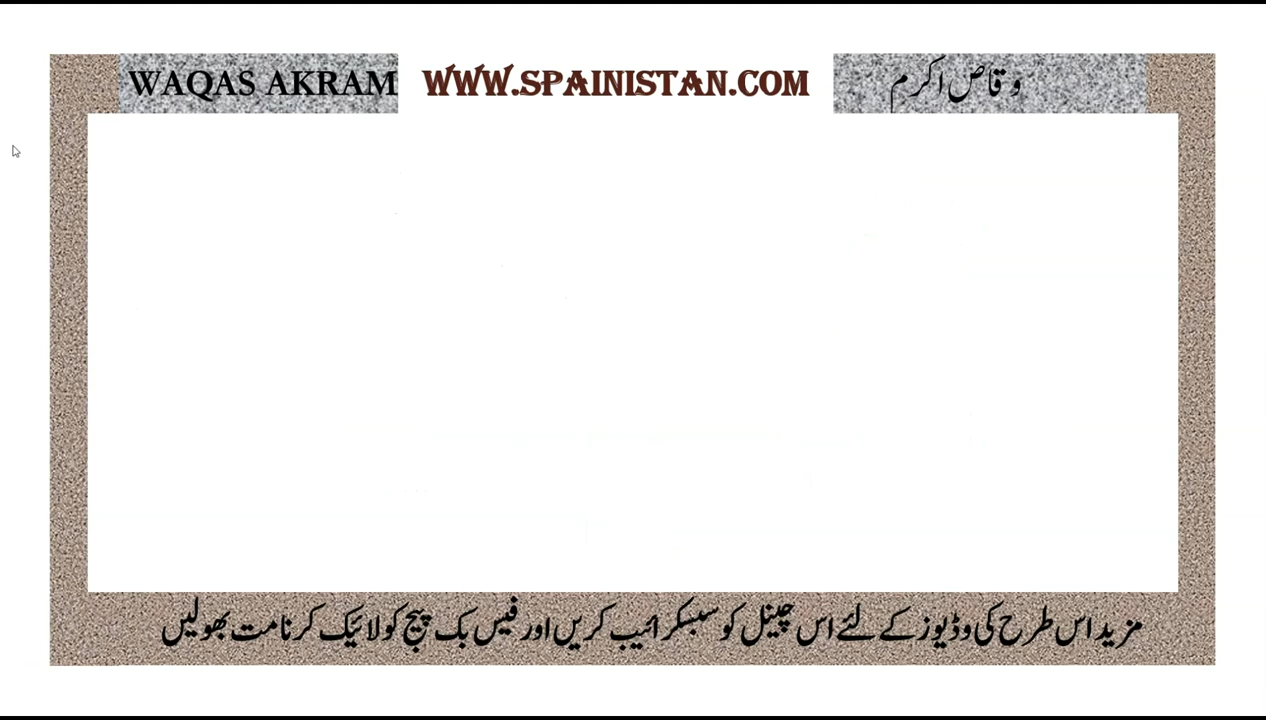 WAQAS AKRAM WWW.SPAINISTAN.COM وقاص اکرم
مزید اس طرح کی وڈیوز کے لئے اس چینل کو سبسکرائیب کریں اور فیس بک پیج کو لائیک کرنا مت بھولیں